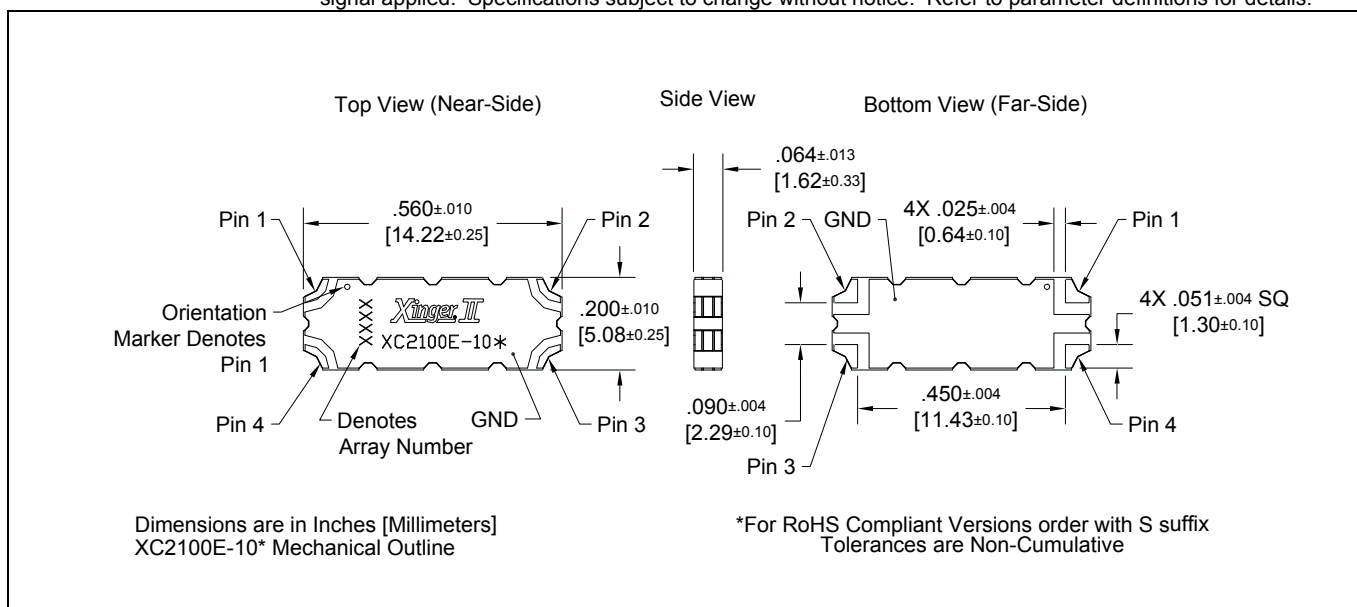 signal applied. Specifications subject to change without notice. Refer to parameter definitions for details.
Top View (Near-Side)
Side View
Bottom View (Far-Side)
.064±.013
[1.62±0.33]
Pin 1
.560±.010
[14.22±0.25]
Pin 2
Pin 2
GND
4X .025±.004
[0.64±0.10]
Pin 1
Orientation
Marker Denotes
Pin 1
XXXX
Xinger II
XC2100E-10*
.200±.010
[5.08±0.25]
4X .051±.004 SQ
[1.30±0.10]
Pin 4
Denotes
Array Number
GND
Pin 3
.090±.004
[2.29±0.10]
Pin 3
.450±.004
[11.43±0.10]
Pin 4
Dimensions are in Inches [Millimeters]
XC2100E-10* Mechanical Outline
*For RoHS Compliant Versions order with S suffix
Tolerances are Non-Cumulative